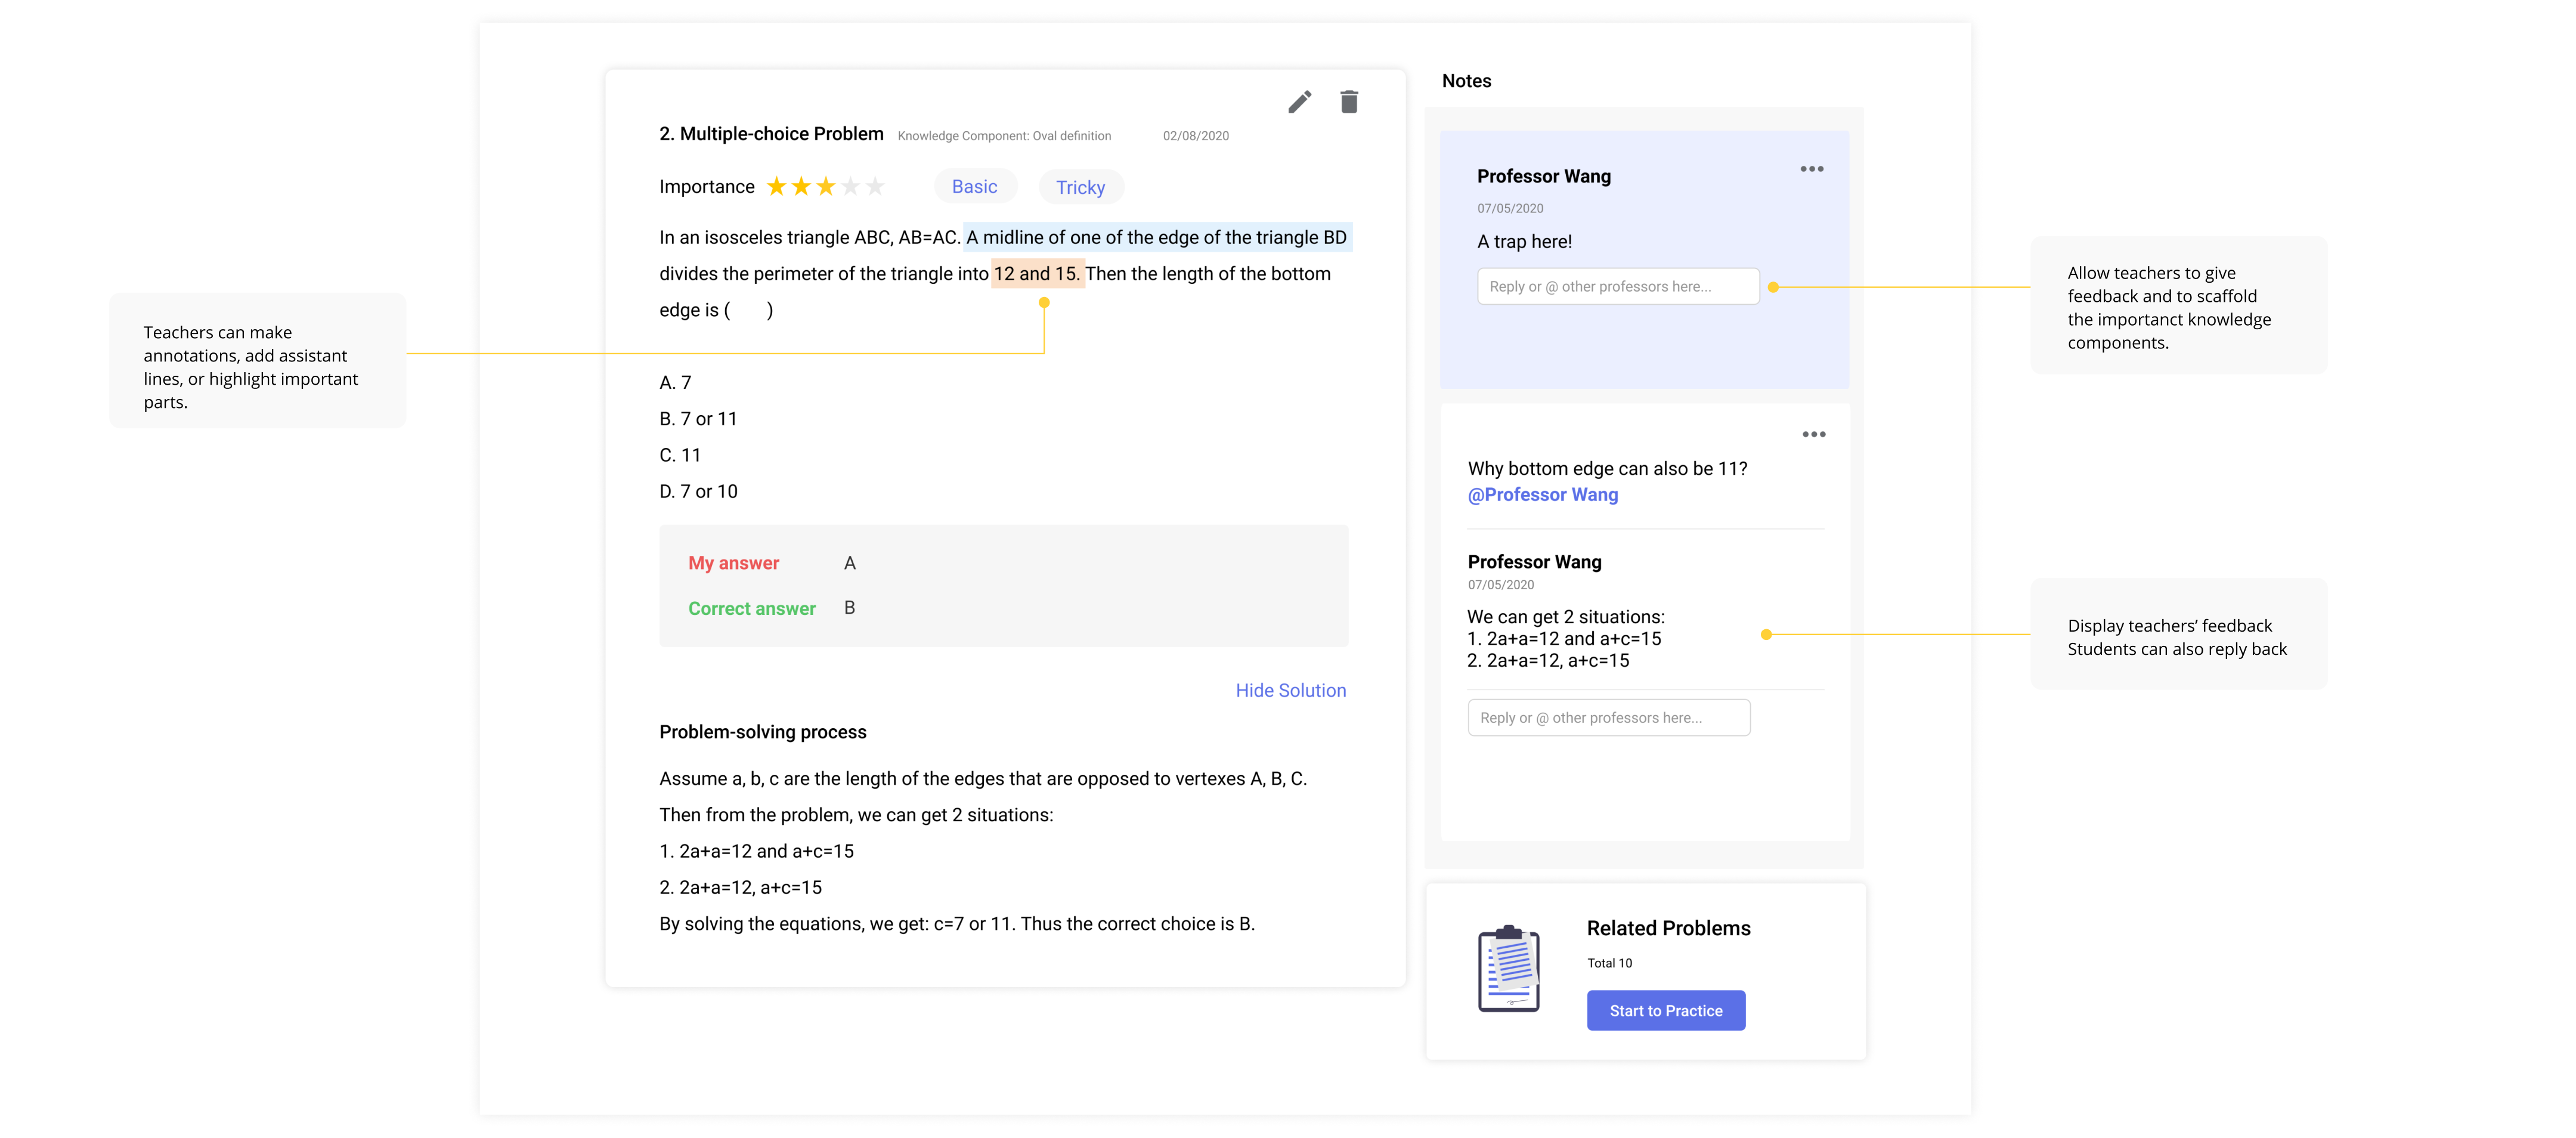 Teachers can make
annotations, add assistant
lines, or highlight important
parts.
2. Multiple-choice Problem Knowledge Component: Oval definition 02/08/2020
Importance Basic Tricky
In an isosceles triangle ABC, AB=AC. A midline of one of the edge of the triangle BD
divides the perimeter of the triangle into 12 and 15. Then the length of the bottom
edge is ( )
A. 7
B. 7 or 11
C. 11
D. 7 or 10
My answer A
Correct answer B
Hide Solution
Problem-solving process
Assume a, b, c are the length of the edges that are opposed to vertexes A, B, C.
Then from the problem, we can get 2 situations:
1. 2a+a=12 and a+c=15
2. 2a+a=12, a+c=15
By solving the equations, we get: c=7 or 11. Thus the correct choice is B.
Notes
Professor Wang
07/05/2020
A trap here!
Reply or @ other professors here...
Why bottom edge can also be 11?
@Professor Wang
Professor Wang
07/05/2020
We can get 2 situations:
1. 2a+a=12 and a+c=15
2. 2a+a=12, a+c=15
Reply or @ other professors here...
Related Problems
Total 10
Start to Practice
Allow teachers to give
feedback and to scaffold
the importanct knowledge
components.
Display teachers’ feedback
Students can also reply back